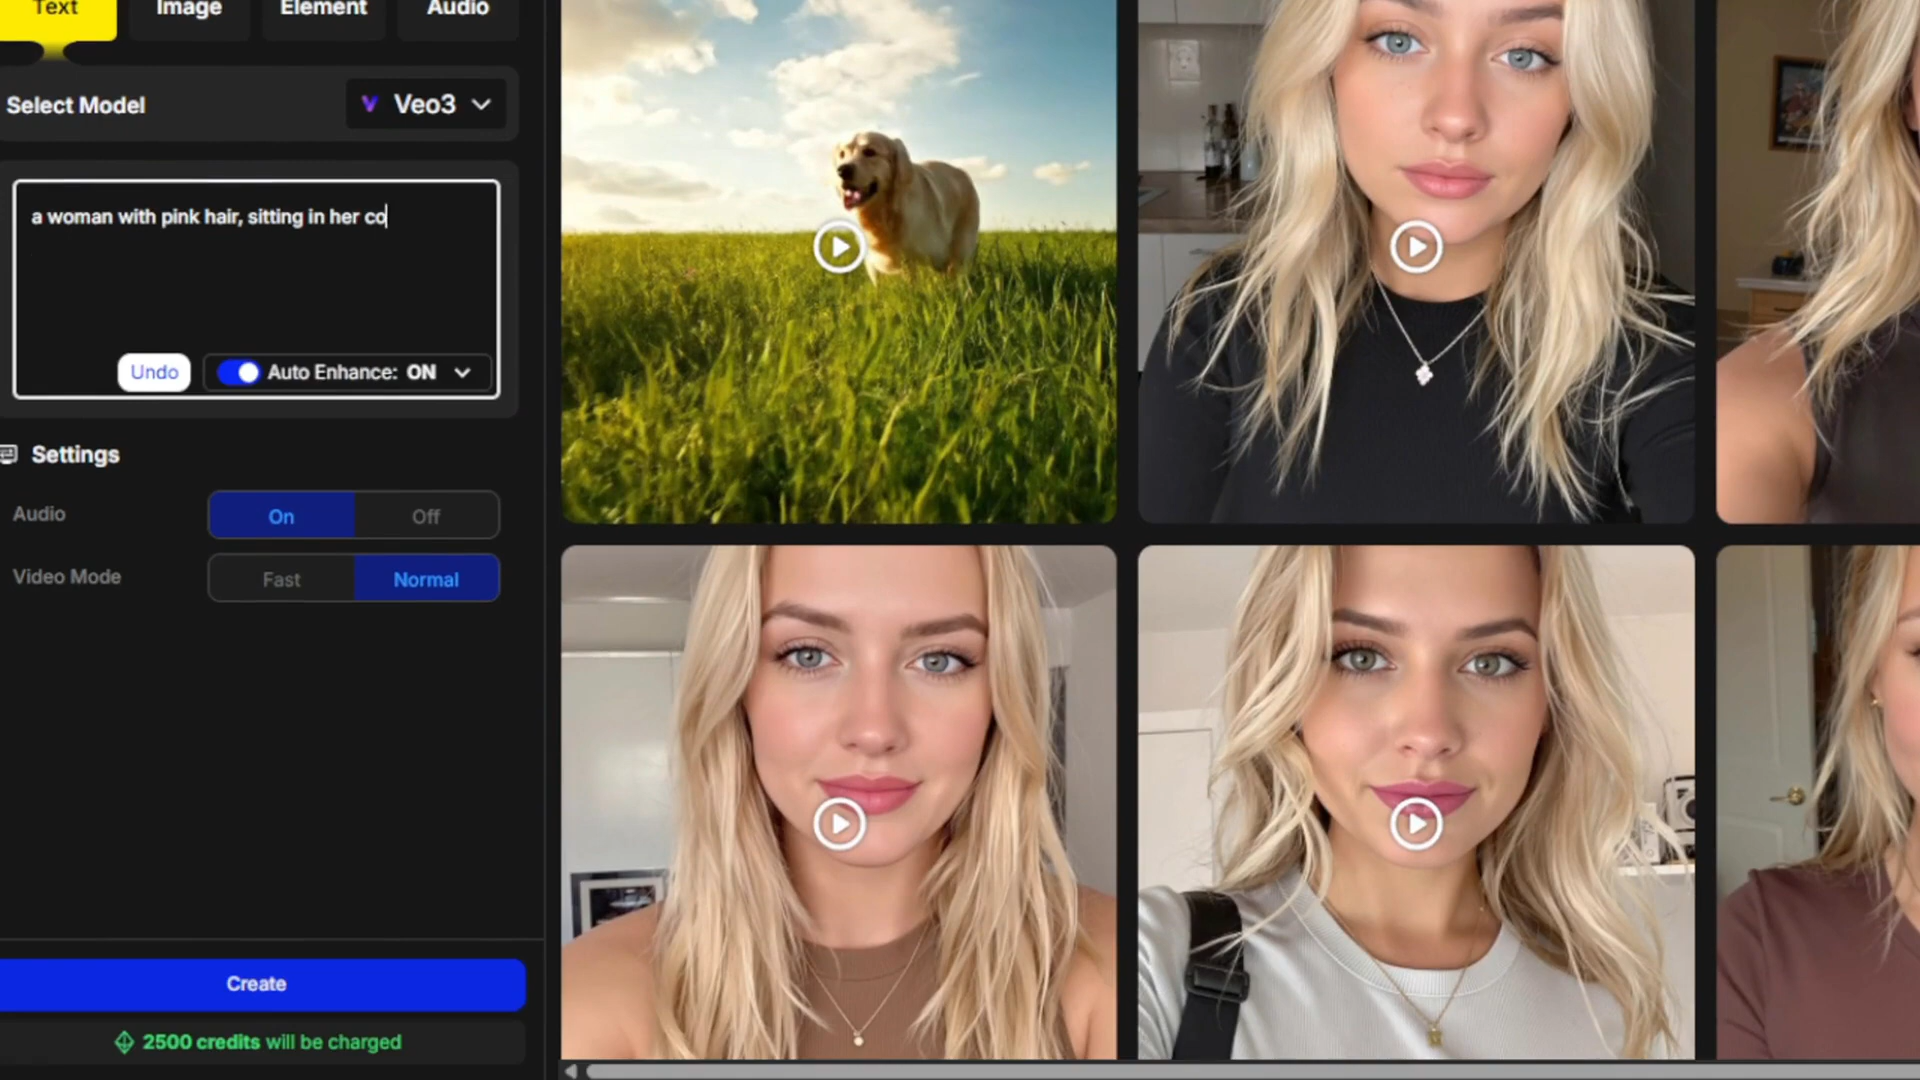 Text
Image
Element
Audio
Select Model
Veo3
a woman with pink hair, sitting in her co
Undo
Auto Enhance: ON
Settings
Audio
On
Off
Video Mode
Fast
Normal
Create
2500 credits will be charged